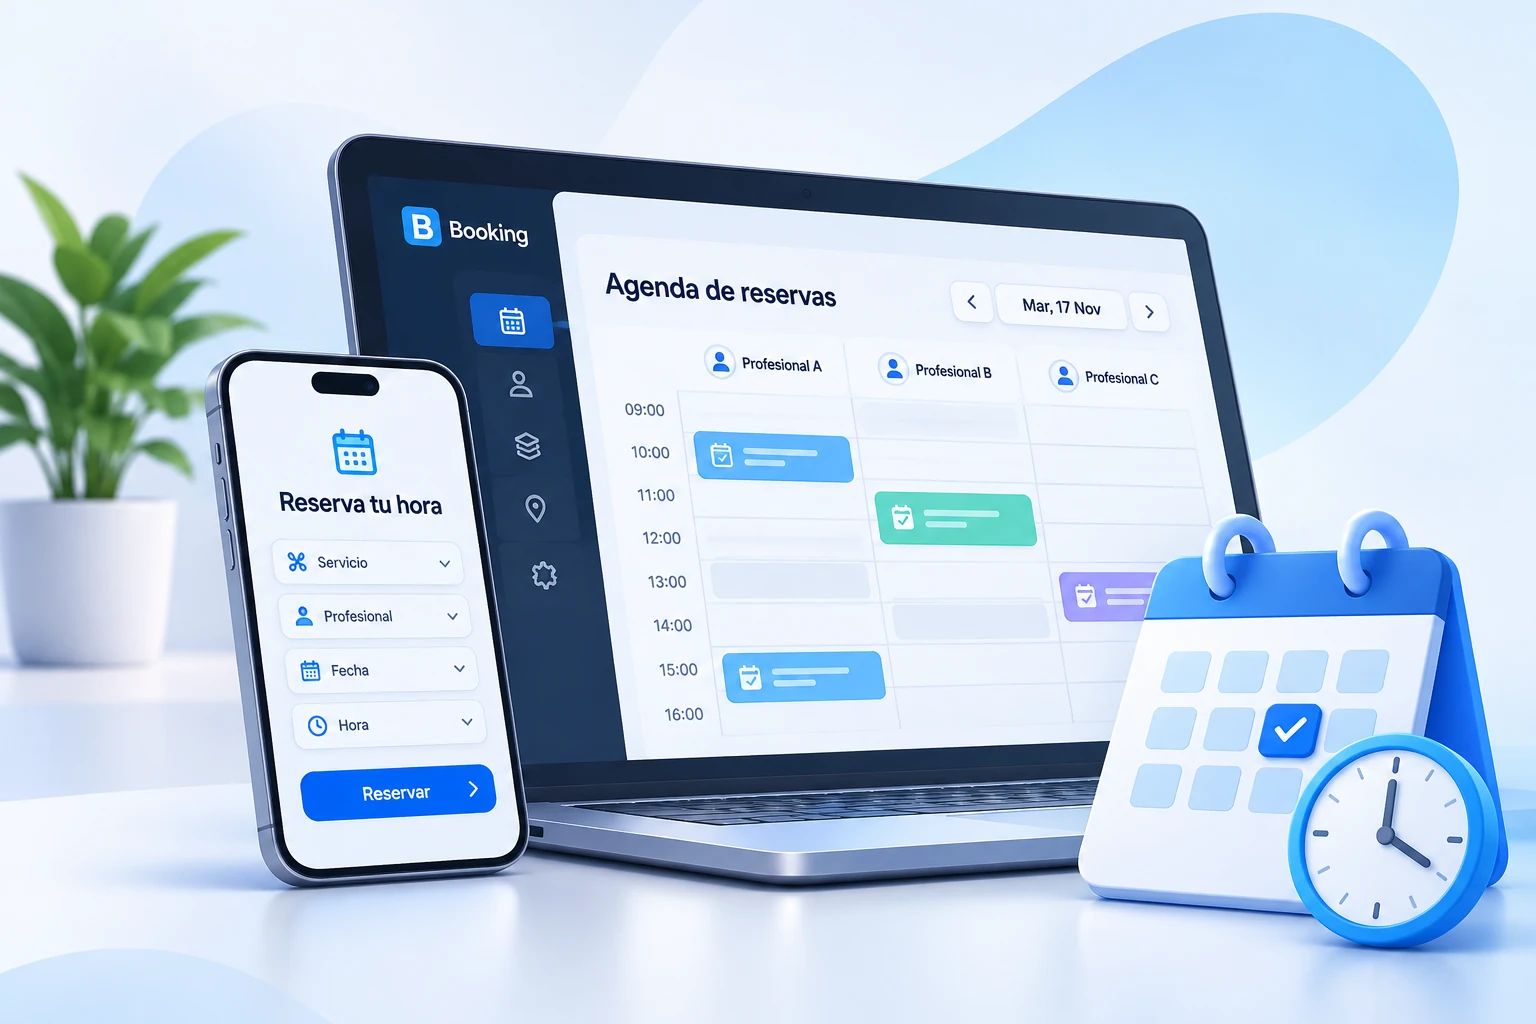 B Booking
Agenda de reservas
Mar, 17 Nov
Profesional A
Profesional B
Profesional C
09:00
10:00
11:00
12:00
13:00
14:00
15:00
16:00
Reserva tu hora
Servicio
Profesional
Fecha
Hora
Reservar